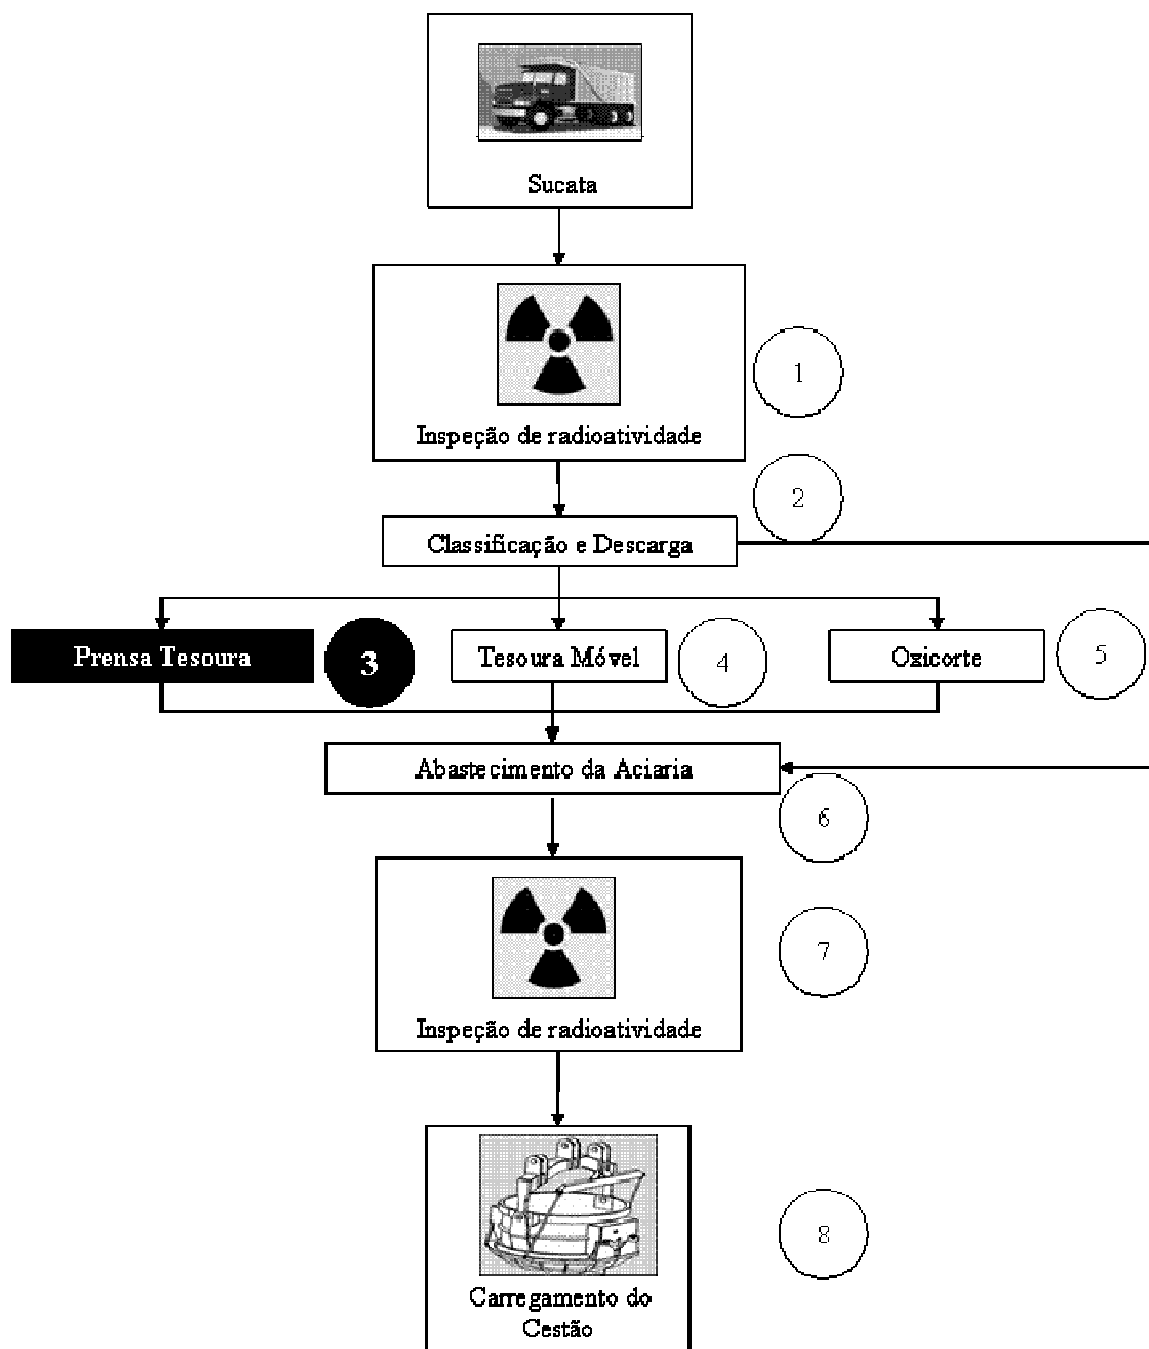 Sucata
1
Inspeção de radioatividade
2
Classificação e Descarga
Prensa Tesoura
3
Tesoura Móvel
4
Oxicorte
5
Abastecimento da Aciaria
6
7
Inspeção de radioatividade
8
Carregamento do
Cestão